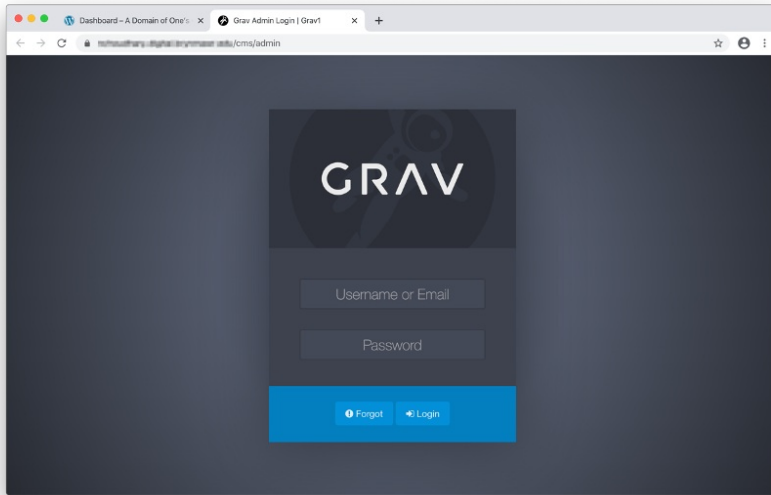 Dashboard – A Domain of One's
Grav Admin Login | Grav1
/cms/admin
GRAV
Username or Email
Password
Forgot
Login